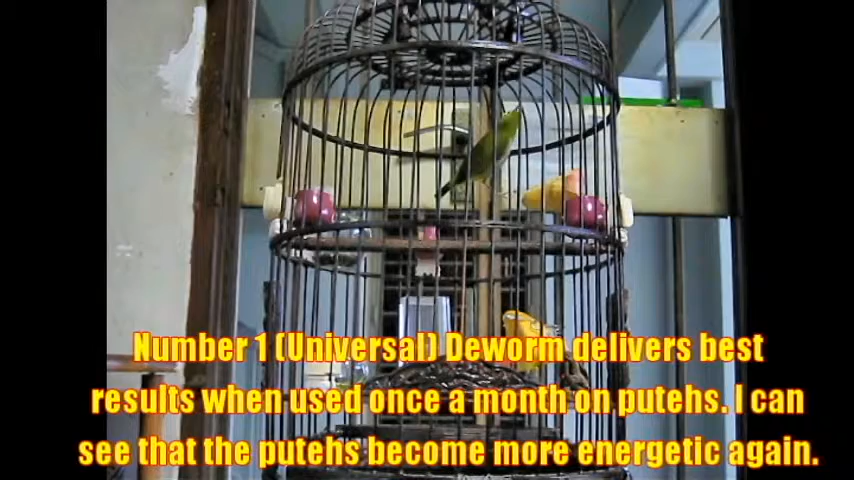 Number 1 (Universal) Deworm delivers best
results when used once a month on putehs. I can
see that the putehs become more energetic again.